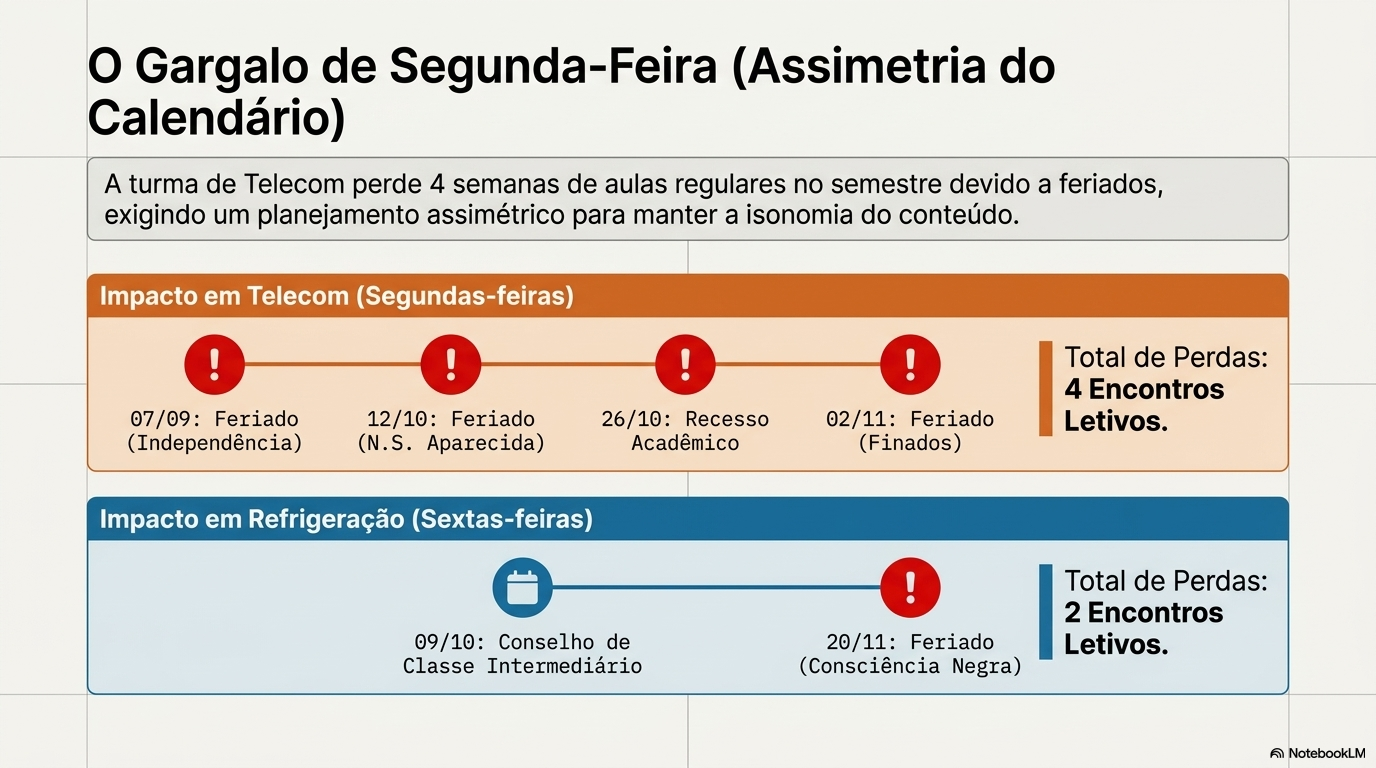 O Gargalo de Segunda-Feira (Assimetria do
Calendário)
A turma de Telecom perde 4 semanas de aulas regulares no semestre devido a feriados,
exigindo um planejamento assimétrico para manter a isonomia do conteúdo.
Impacto em Telecom (Segundas-feiras)
07/09: Feriado
(Independência)
12/10: Feriado
(N.S. Aparecida)
26/10: Recesso
Acadêmico
02/11: Feriado
(Finados)
Total de Perdas:
4 Encontros
Letivos.
Impacto em Refrigeração (Sextas-feiras)
09/10: Conselho de
Classe Intermediário
20/11: Feriado
(Consciência Negra)
Total de Perdas:
2 Encontros
Letivos.
NotebookLM